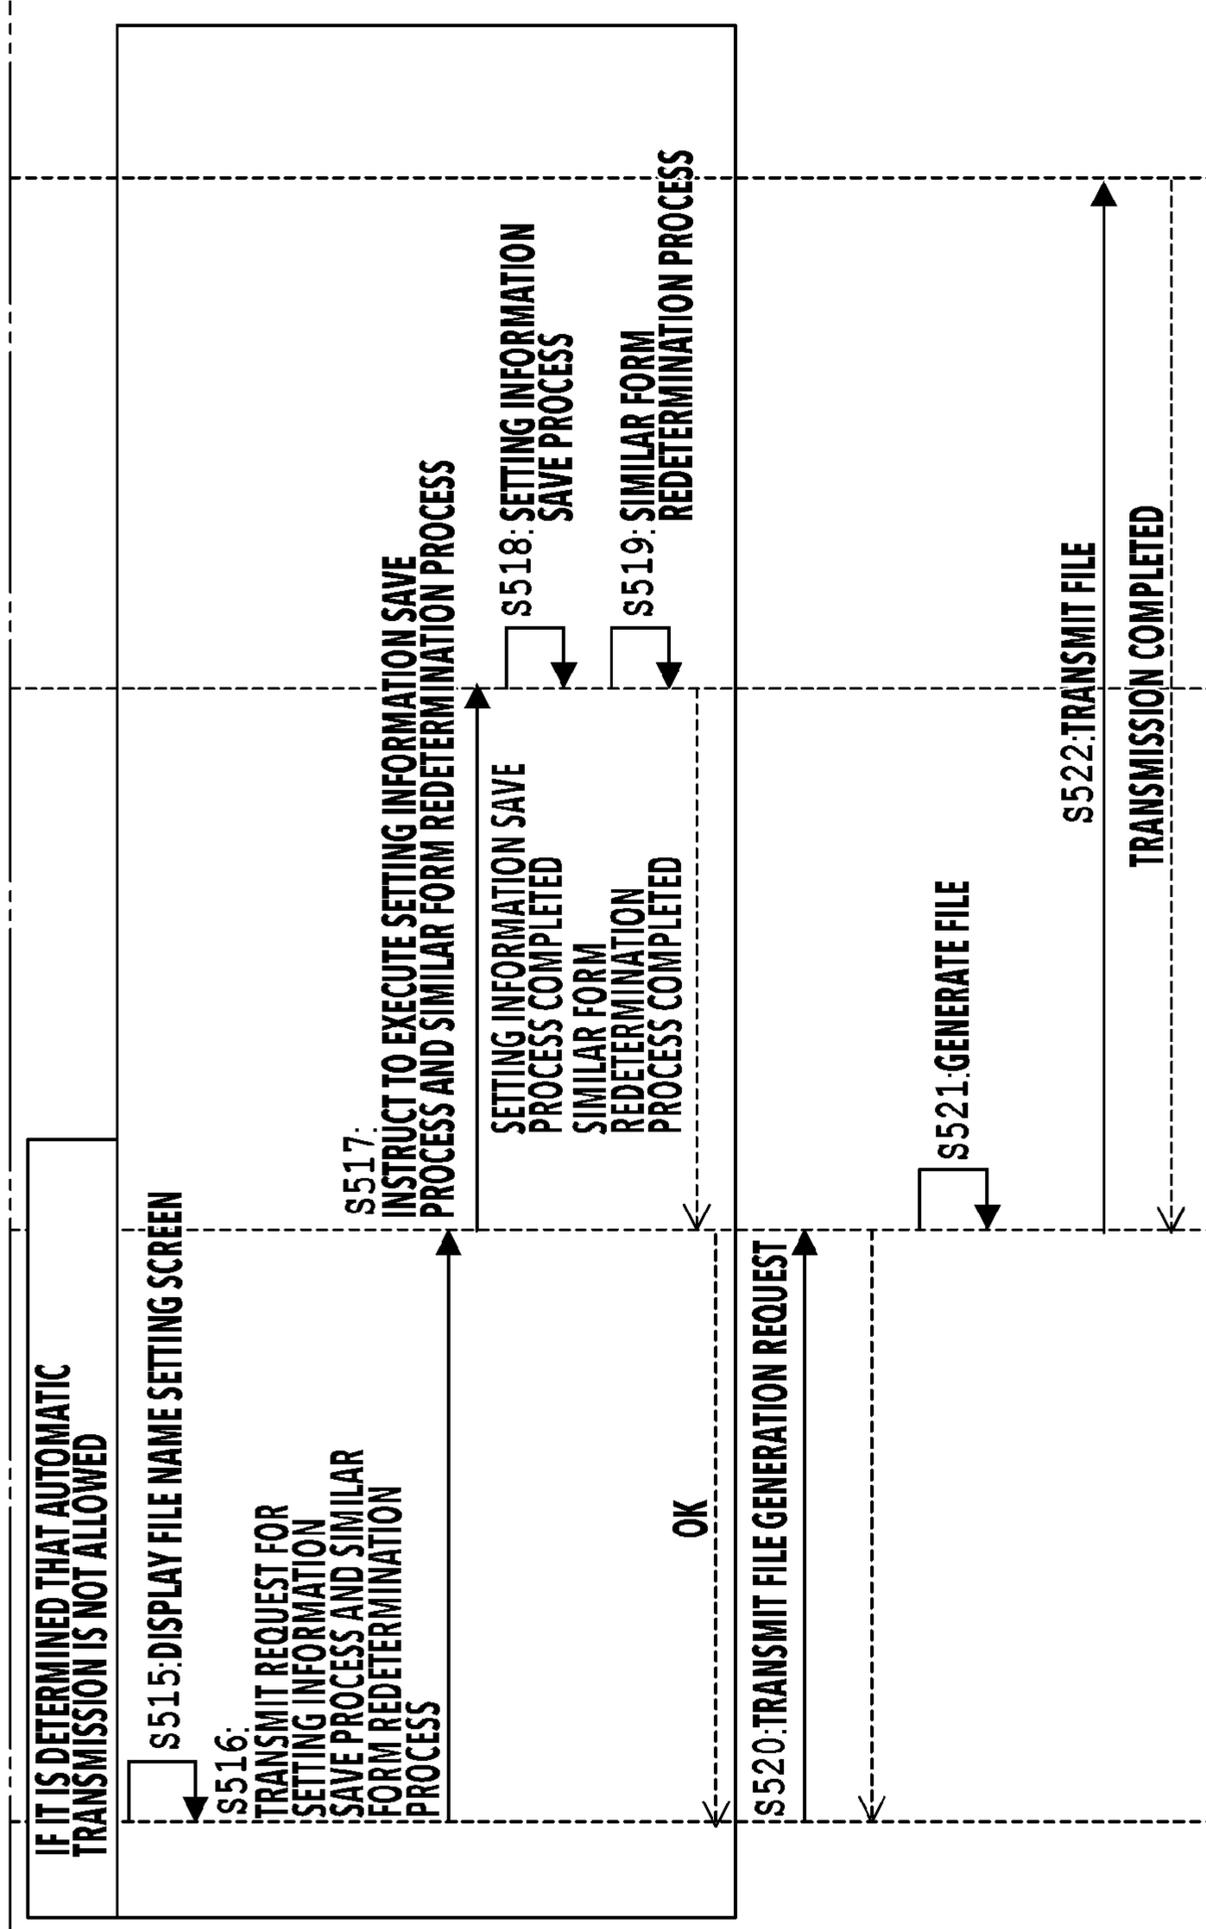 IF IT IS DETERMINED THAT AUTOMATIC
TRANSMISSION IS NOT ALLOWED
S515:DISPLAY FILE NAME SETTING SCREEN
S516:
TRANSMIT REQUEST FOR
SETTING INFORMATION
SAVE PROCESS AND SIMILAR
FORM REDETERMINATION
PROCESS
S517:
INSTRUCT TO EXECUTE SETTING INFORMATION SAVE
PROCESS AND SIMILAR FORM REDETERMINATION PROCESS
S518:SETTING INFORMATION
SAVE PROCESS
SETTING INFORMATION SAVE
PROCESS COMPLETED
SIMILAR FORM
REDETERMINATION
PROCESS COMPLETED
S519:SIMILAR FORM
REDETERMINATION PROCESS
OK
S520:TRANSMIT FILE GENERATION REQUEST
S521:GENERATE FILE
S522:TRANSMIT FILE
TRANSMISSION COMPLETED